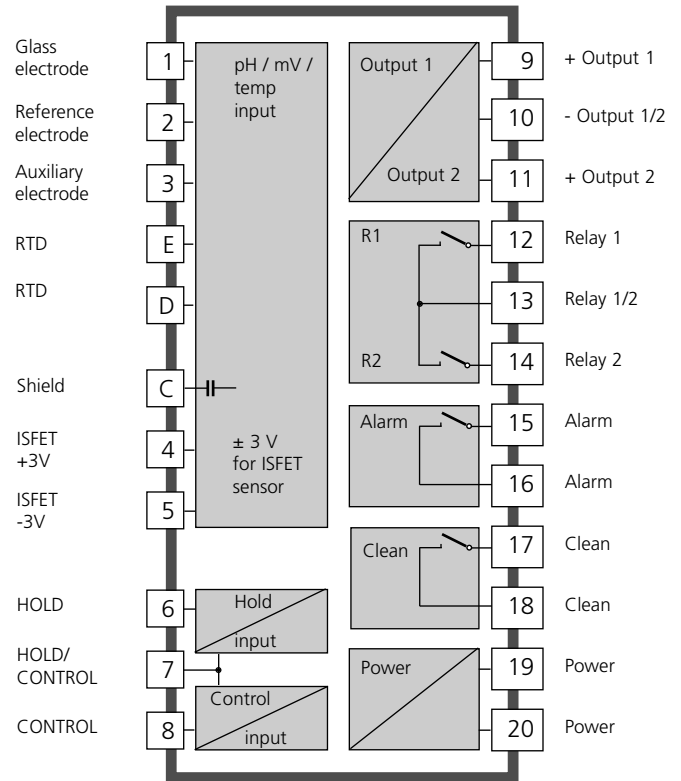 Glass
electrode
1
Reference
electrode
2
Auxiliary
electrode
3
RTD
E
RTD
D
Shield
C
ISFET
+3V
4
ISFET
-3V
5
HOLD
6
HOLD/
CONTROL
7
CONTROL
8
pH / mV /
temp
input
± 3 V
for ISFET
sensor
Hold
input
Control
input
Output 1
Output 2
R1
R2
Alarm
Clean
Power
9
+ Output 1
10
- Output 1/2
11
+ Output 2
12
Relay 1
13
Relay 1/2
14
Relay 2
15
Alarm
16
Alarm
17
Clean
18
Clean
19
Power
20
Power